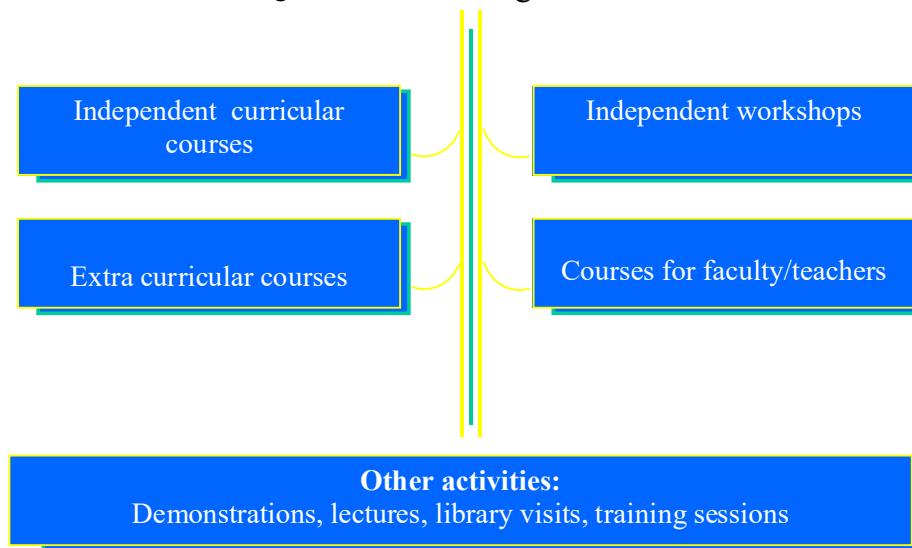 Independent curricular
courses
Independent workshops
Extra curricular courses
Courses for faculty/teachers
Other activities:
Demonstrations, lectures, library visits, training sessions